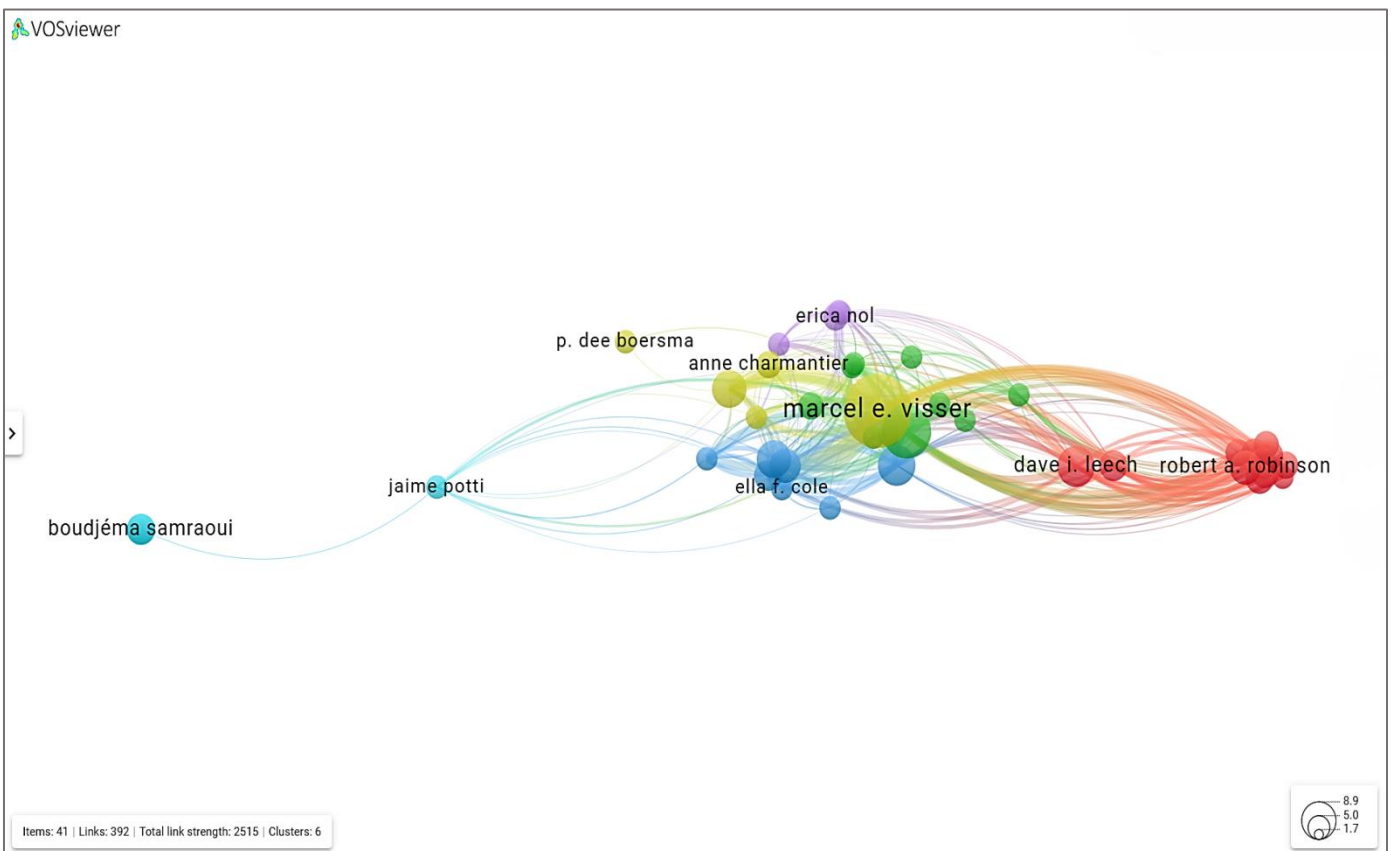 VOSviewer
erica nol
p. dee boersma
anne charmantier
marcel e. visser
dave i. leech
robert a. robinson
jaime potti
ella f. cole
boudjéma samraoui
8.9
5.0
1.7
Items: 41 | Links: 392 | Total link strength: 2515 | Clusters: 6